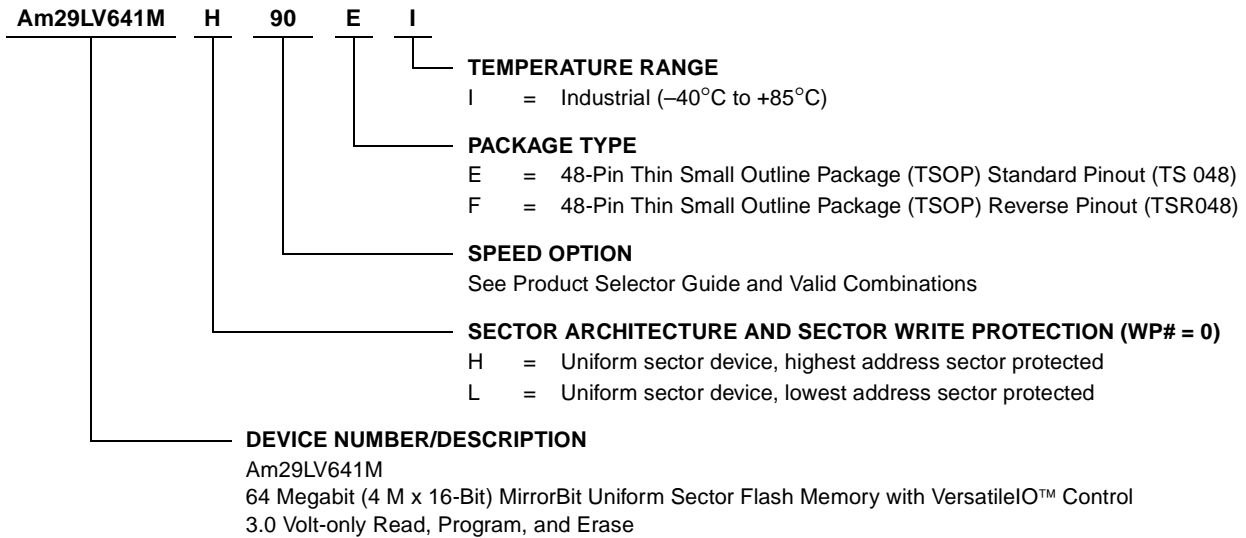 Am29LV641M H 90 E I
TEMPERATURE RANGE
I = Industrial (–40°C to +85°C)
PACKAGE TYPE
E = 48-Pin Thin Small Outline Package (TSOP) Standard Pinout (TS 048)
F = 48-Pin Thin Small Outline Package (TSOP) Reverse Pinout (TSR048)
SPEED OPTION
See Product Selector Guide and Valid Combinations
SECTOR ARCHITECTURE AND SECTOR WRITE PROTECTION (WP# = 0)
H = Uniform sector device, highest address sector protected
L = Uniform sector device, lowest address sector protected
DEVICE NUMBER/DESCRIPTION
Am29LV641M
64 Megabit (4 M x 16-Bit) MirrorBit Uniform Sector Flash Memory with VersatileIO™ Control
3.0 Volt-only Read, Program, and Erase